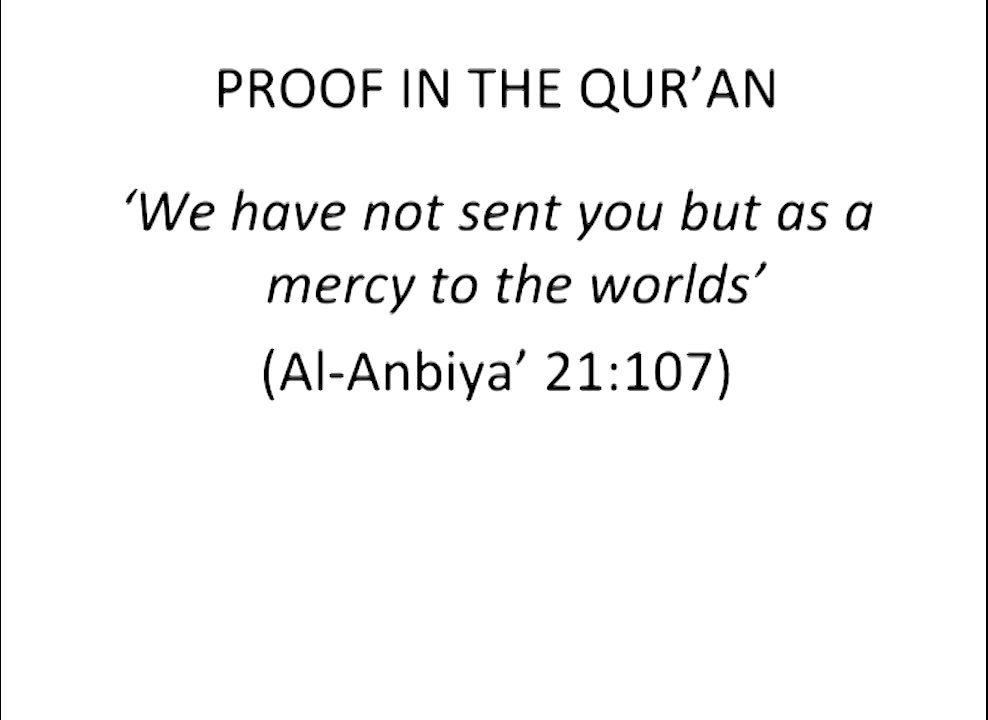 PROOF IN THE QUR’AN
‘We have not sent you but as a
mercy to the worlds’
(Al-Anbiya’ 21:107)